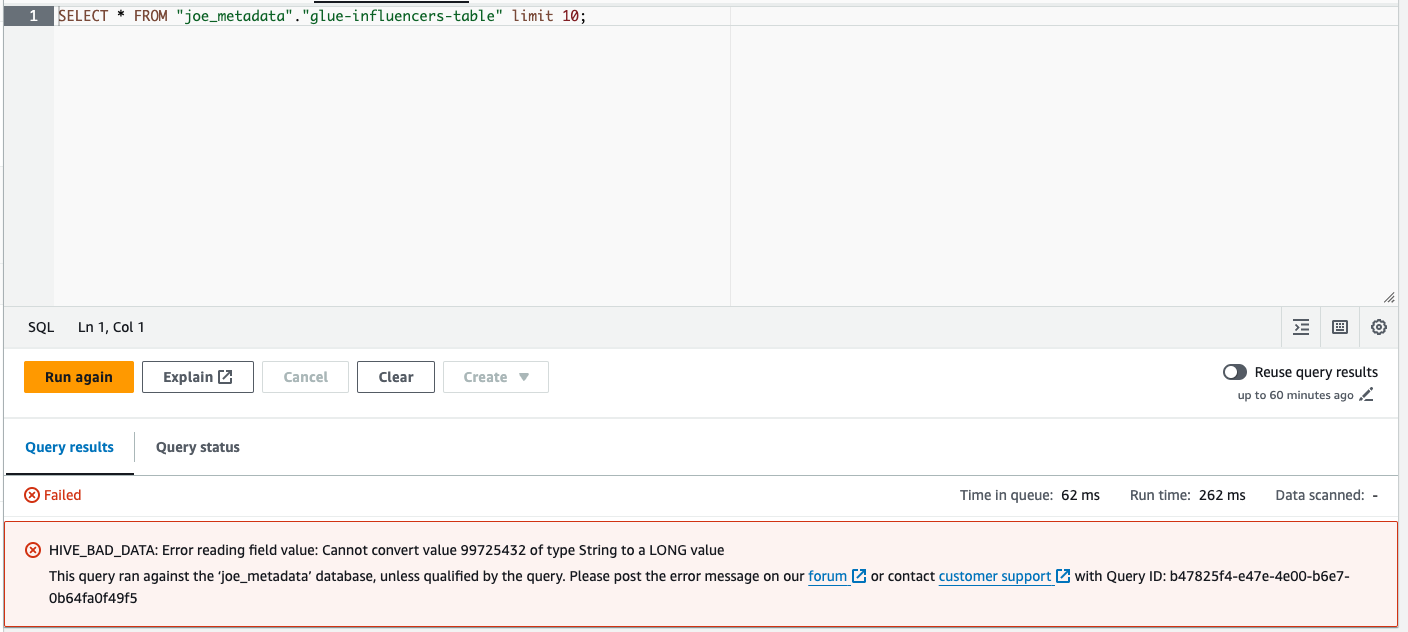 1 SELECT * FROM "joe_metadata"."glue-influencers-table" limit 10;
SQL Ln 1, Col 1
Run again Explain Cancel Clear Create Reuse query results
up to 60 minutes ago
Query results Query status
Failed Time in queue: 62 ms Run time: 262 ms Data scanned: -
HIVE_BAD_DATA: Error reading field value: Cannot convert value 99725432 of type String to a LONG value
This query ran against the ‘joe_metadata’ database, unless qualified by the query. Please post the error message on our forum or contact customer support with Query ID: b47825f4-e47e-4e00-b6e7-
0b64fa0f49f5